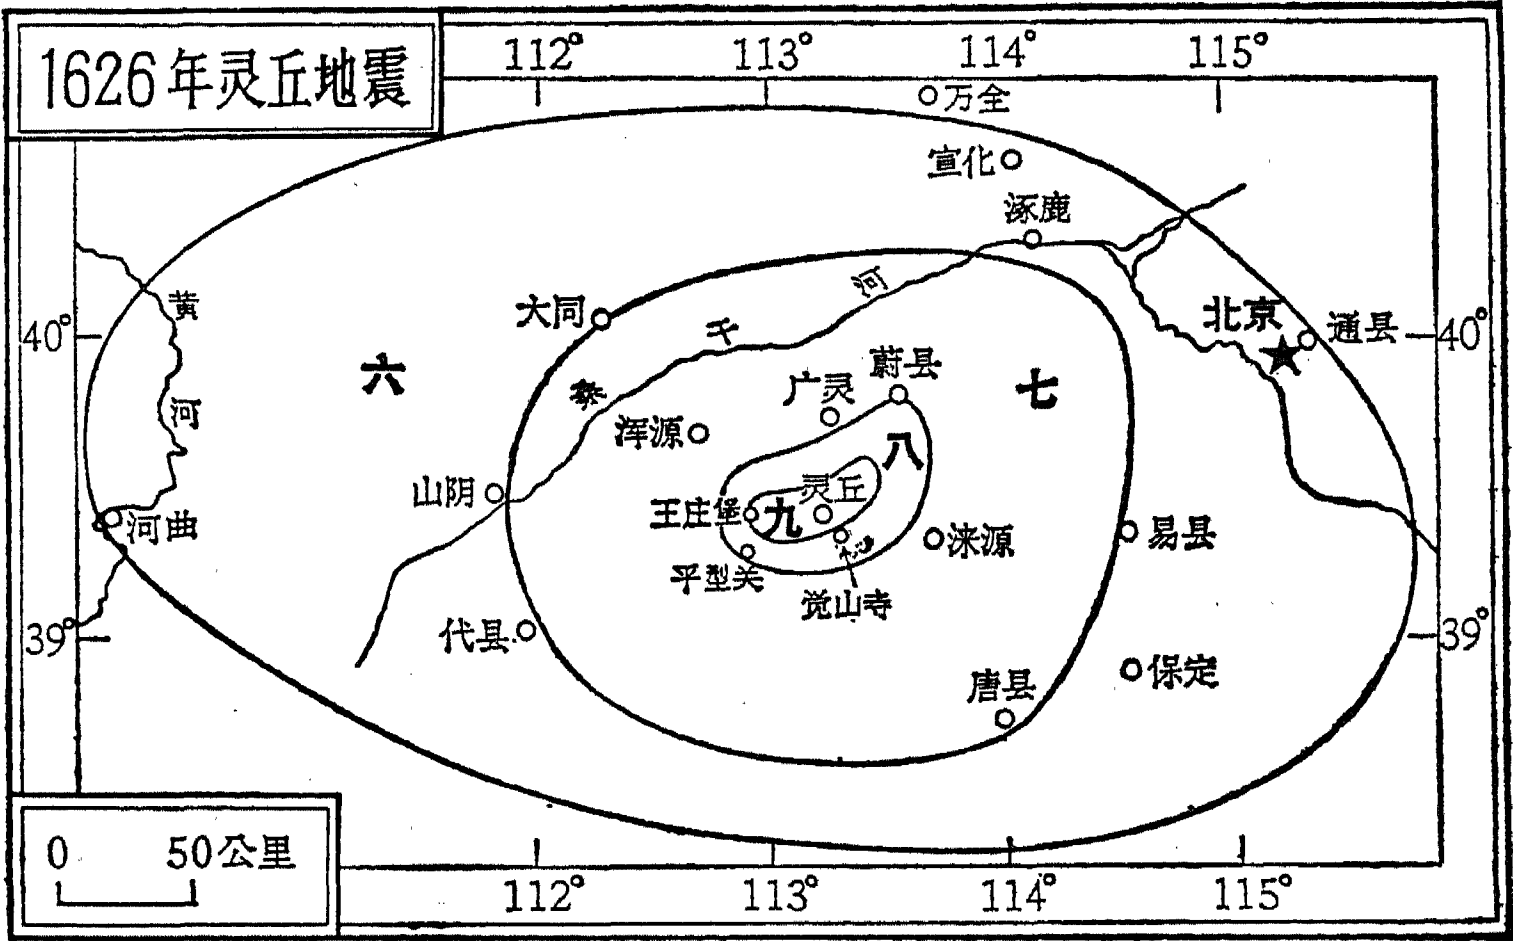 1626年灵丘地震
112° 113° 114° 115°
万全
宣化
涿鹿
黄
河
大同
河
干
桑
北京
通县
40°
40°
六
蔚县
广灵
七
浑源
八
山阴
灵丘
王庄堡
九
河曲
涞源
易县
平型关
觉山寺
39°
39°
代县
唐县
保定
0 50公里
112° 113° 114° 115°